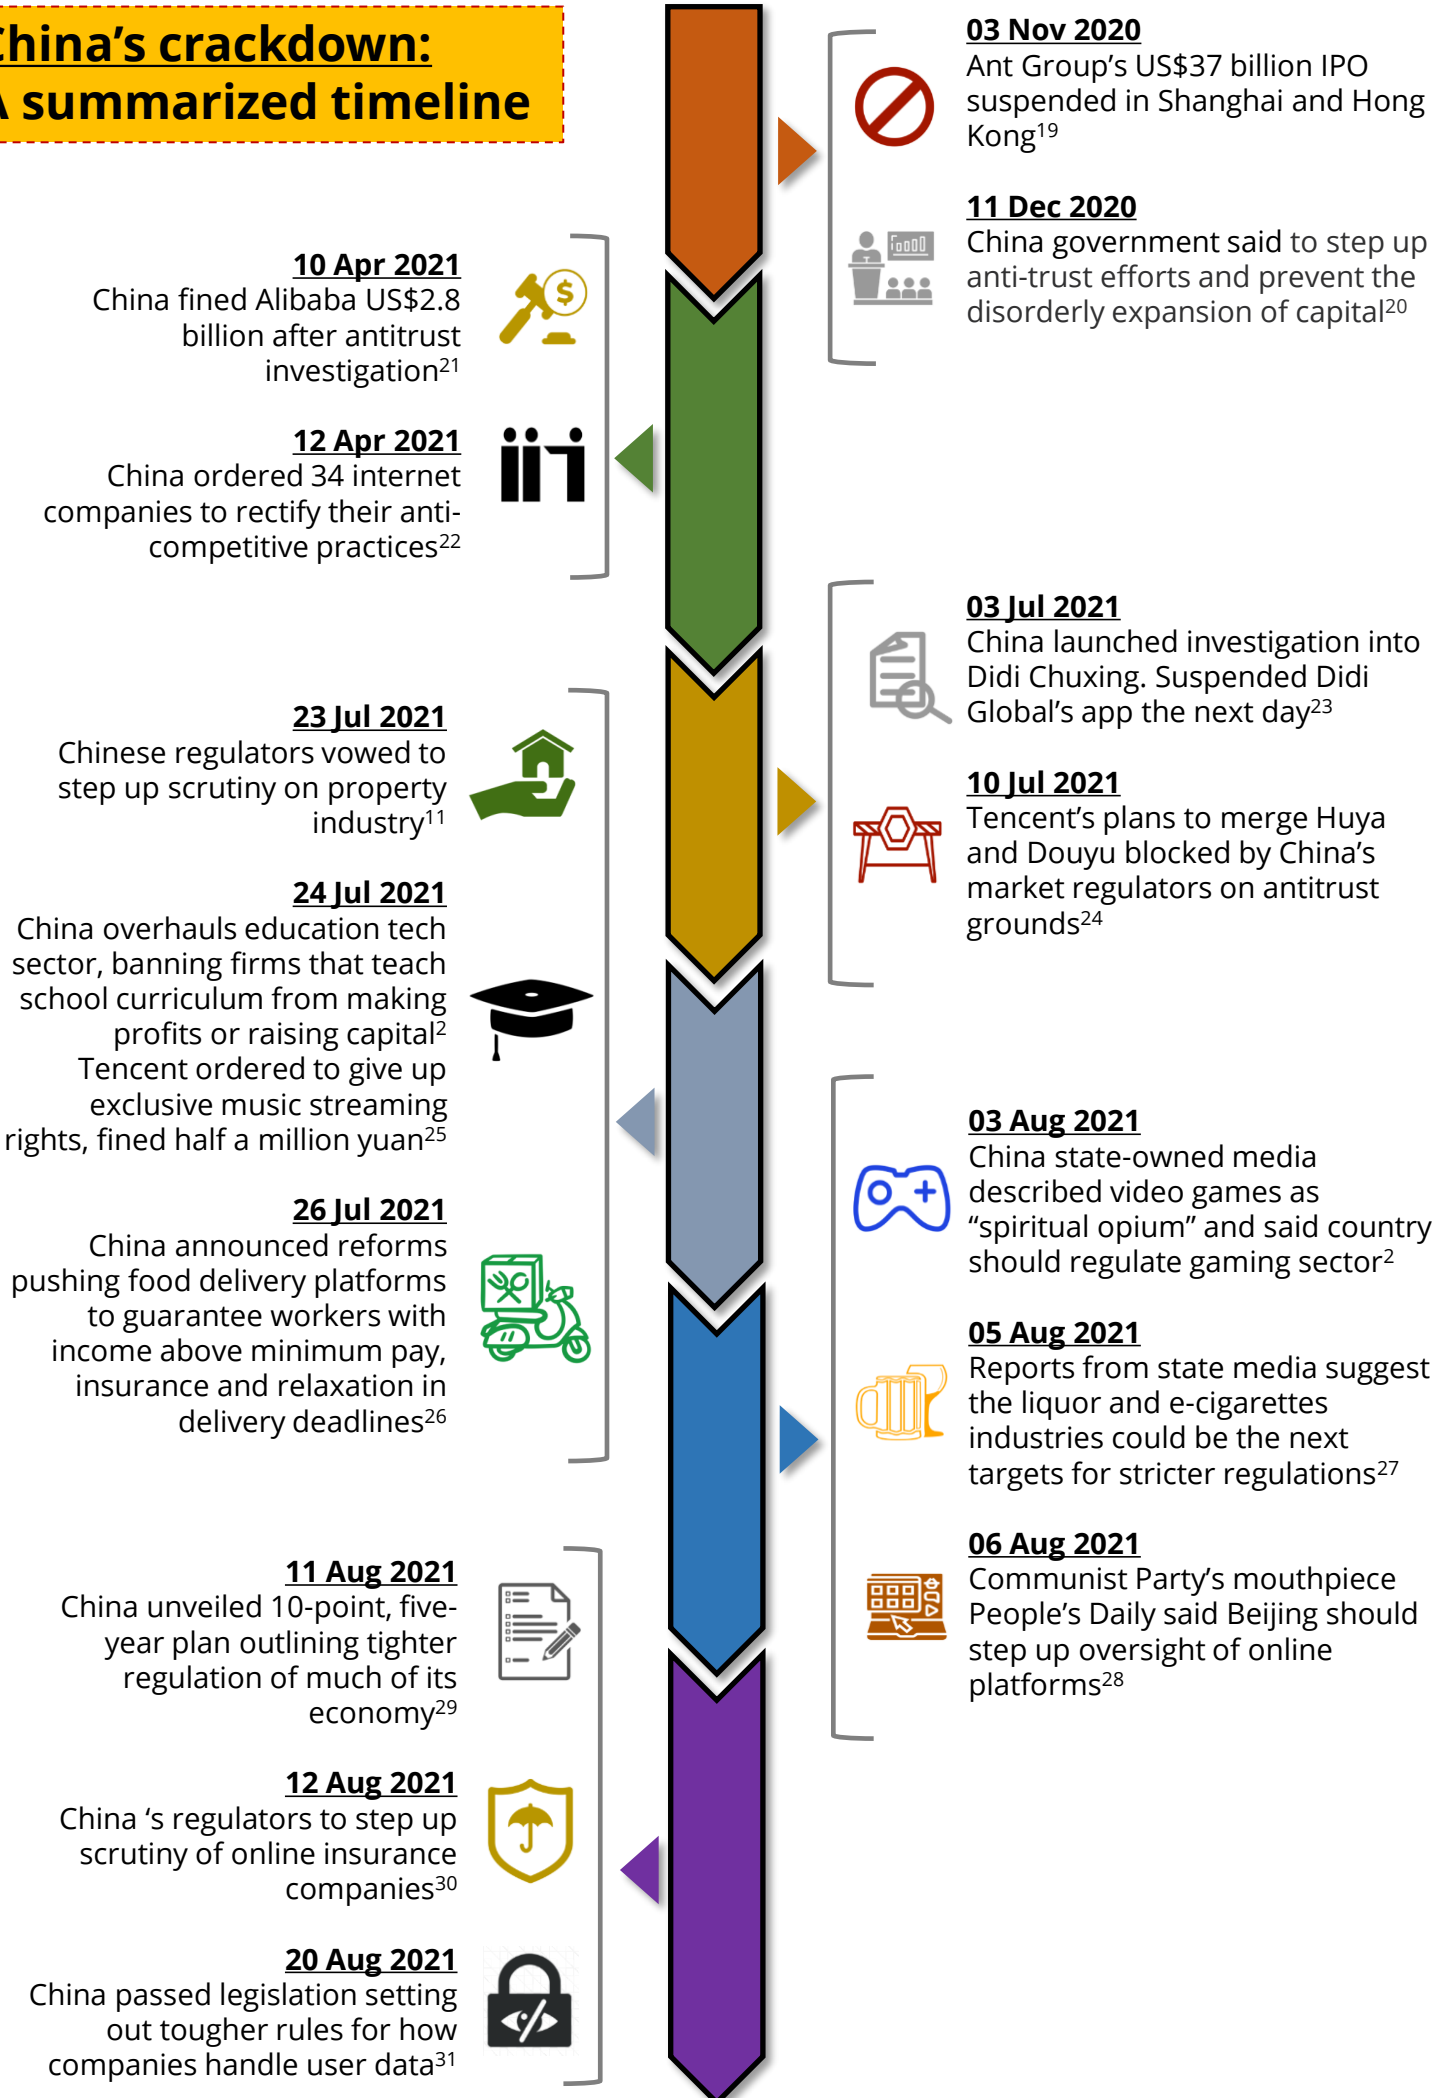 China's crackdown:
A summarized timeline
03 Nov 2020
Ant Group's US$37 billion IPO
suspended in Shanghai and Hong
Kong19
11 Dec 2020
China government said to step up
anti-trust efforts and prevent the
disorderly expansion of capital20
10 Apr 2021
China fined Alibaba US$2.8
billion after antitrust
investigation21
12 Apr 2021
China ordered 34 internet
companies to rectify their anti-
competitive practices22
03 Jul 2021
China launched investigation into
Didi Chuxing. Suspended Didi
Global's app the next day23
10 Jul 2021
Tencent's plans to merge Huya
and Douyu blocked by China's
market regulators on antitrust
grounds24
23 Jul 2021
Chinese regulators vowed to
step up scrutiny on property
industry11
24 Jul 2021
China overhauls education tech
sector, banning firms that teach
school curriculum from making
profits or raising capital2
Tencent ordered to give up
exclusive music streaming
rights, fined half a million yuan25
26 Jul 2021
China announced reforms
pushing food delivery platforms
to guarantee workers with
income above minimum pay,
insurance and relaxation in
delivery deadlines26
03 Aug 2021
China state-owned media
described video games as
“spiritual opium” and said country
should regulate gaming sector2
05 Aug 2021
Reports from state media suggest
the liquor and e-cigarettes
industries could be the next
targets for stricter regulations27
06 Aug 2021
Communist Party's mouthpiece
People's Daily said Beijing should
step up oversight of online
platforms28
11 Aug 2021
China unveiled 10-point, five-
year plan outlining tighter
regulation of much of its
economy29
12 Aug 2021
China ‘s regulators to step up
scrutiny of online insurance
companies30
20 Aug 2021
China passed legislation setting
out tougher rules for how
companies handle user data31